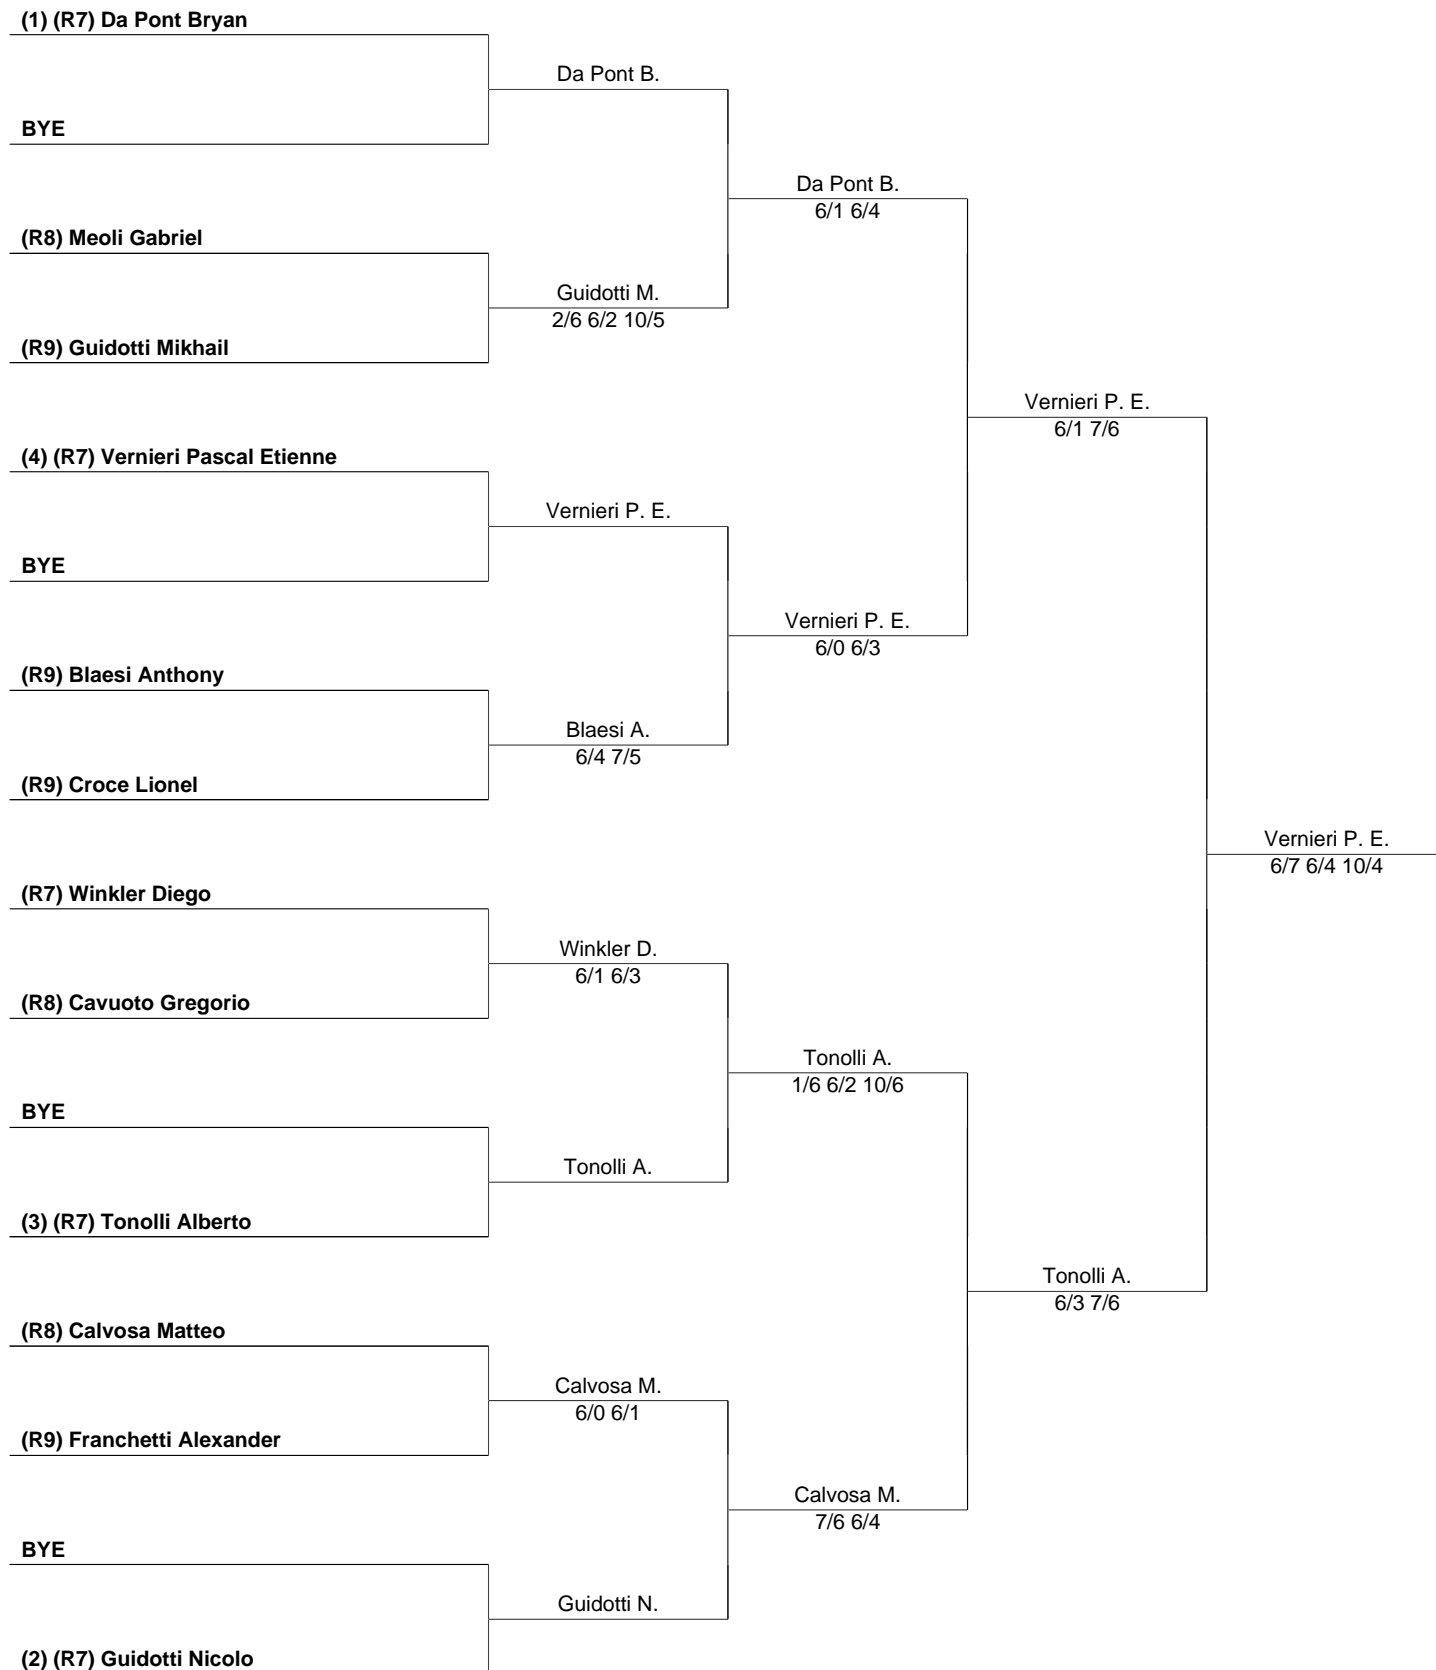 (1) (R7) Da Pont Bryan
Da Pont B.
BYE
Da Pont B.
6/1 6/4
(R8) Meoli Gabriel
Guidotti M.
2/6 6/2 10/5
(R9) Guidotti Mikhail
Vernieri P. E.
6/1 7/6
(4) (R7) Vernieri Pascal Etienne
Vernieri P. E.
BYE
Vernieri P. E.
6/0 6/3
(R9) Blaesi Anthony
Blaesi A.
6/4 7/5
(R9) Croce Lionel
Vernieri P. E.
6/7 6/4 10/4
(R7) Winkler Diego
Winkler D.
6/1 6/3
(R8) Cavuoto Gregorio
Tonolli A.
1/6 6/2 10/6
BYE
Tonolli A.
(3) (R7) Tonolli Alberto
Tonolli A.
6/3 7/6
(R8) Calvosa Matteo
Calvosa M.
6/0 6/1
(R9) Franchetti Alexander
Calvosa M.
7/6 6/4
BYE
Guidotti N.
(2) (R7) Guidotti Nicolo